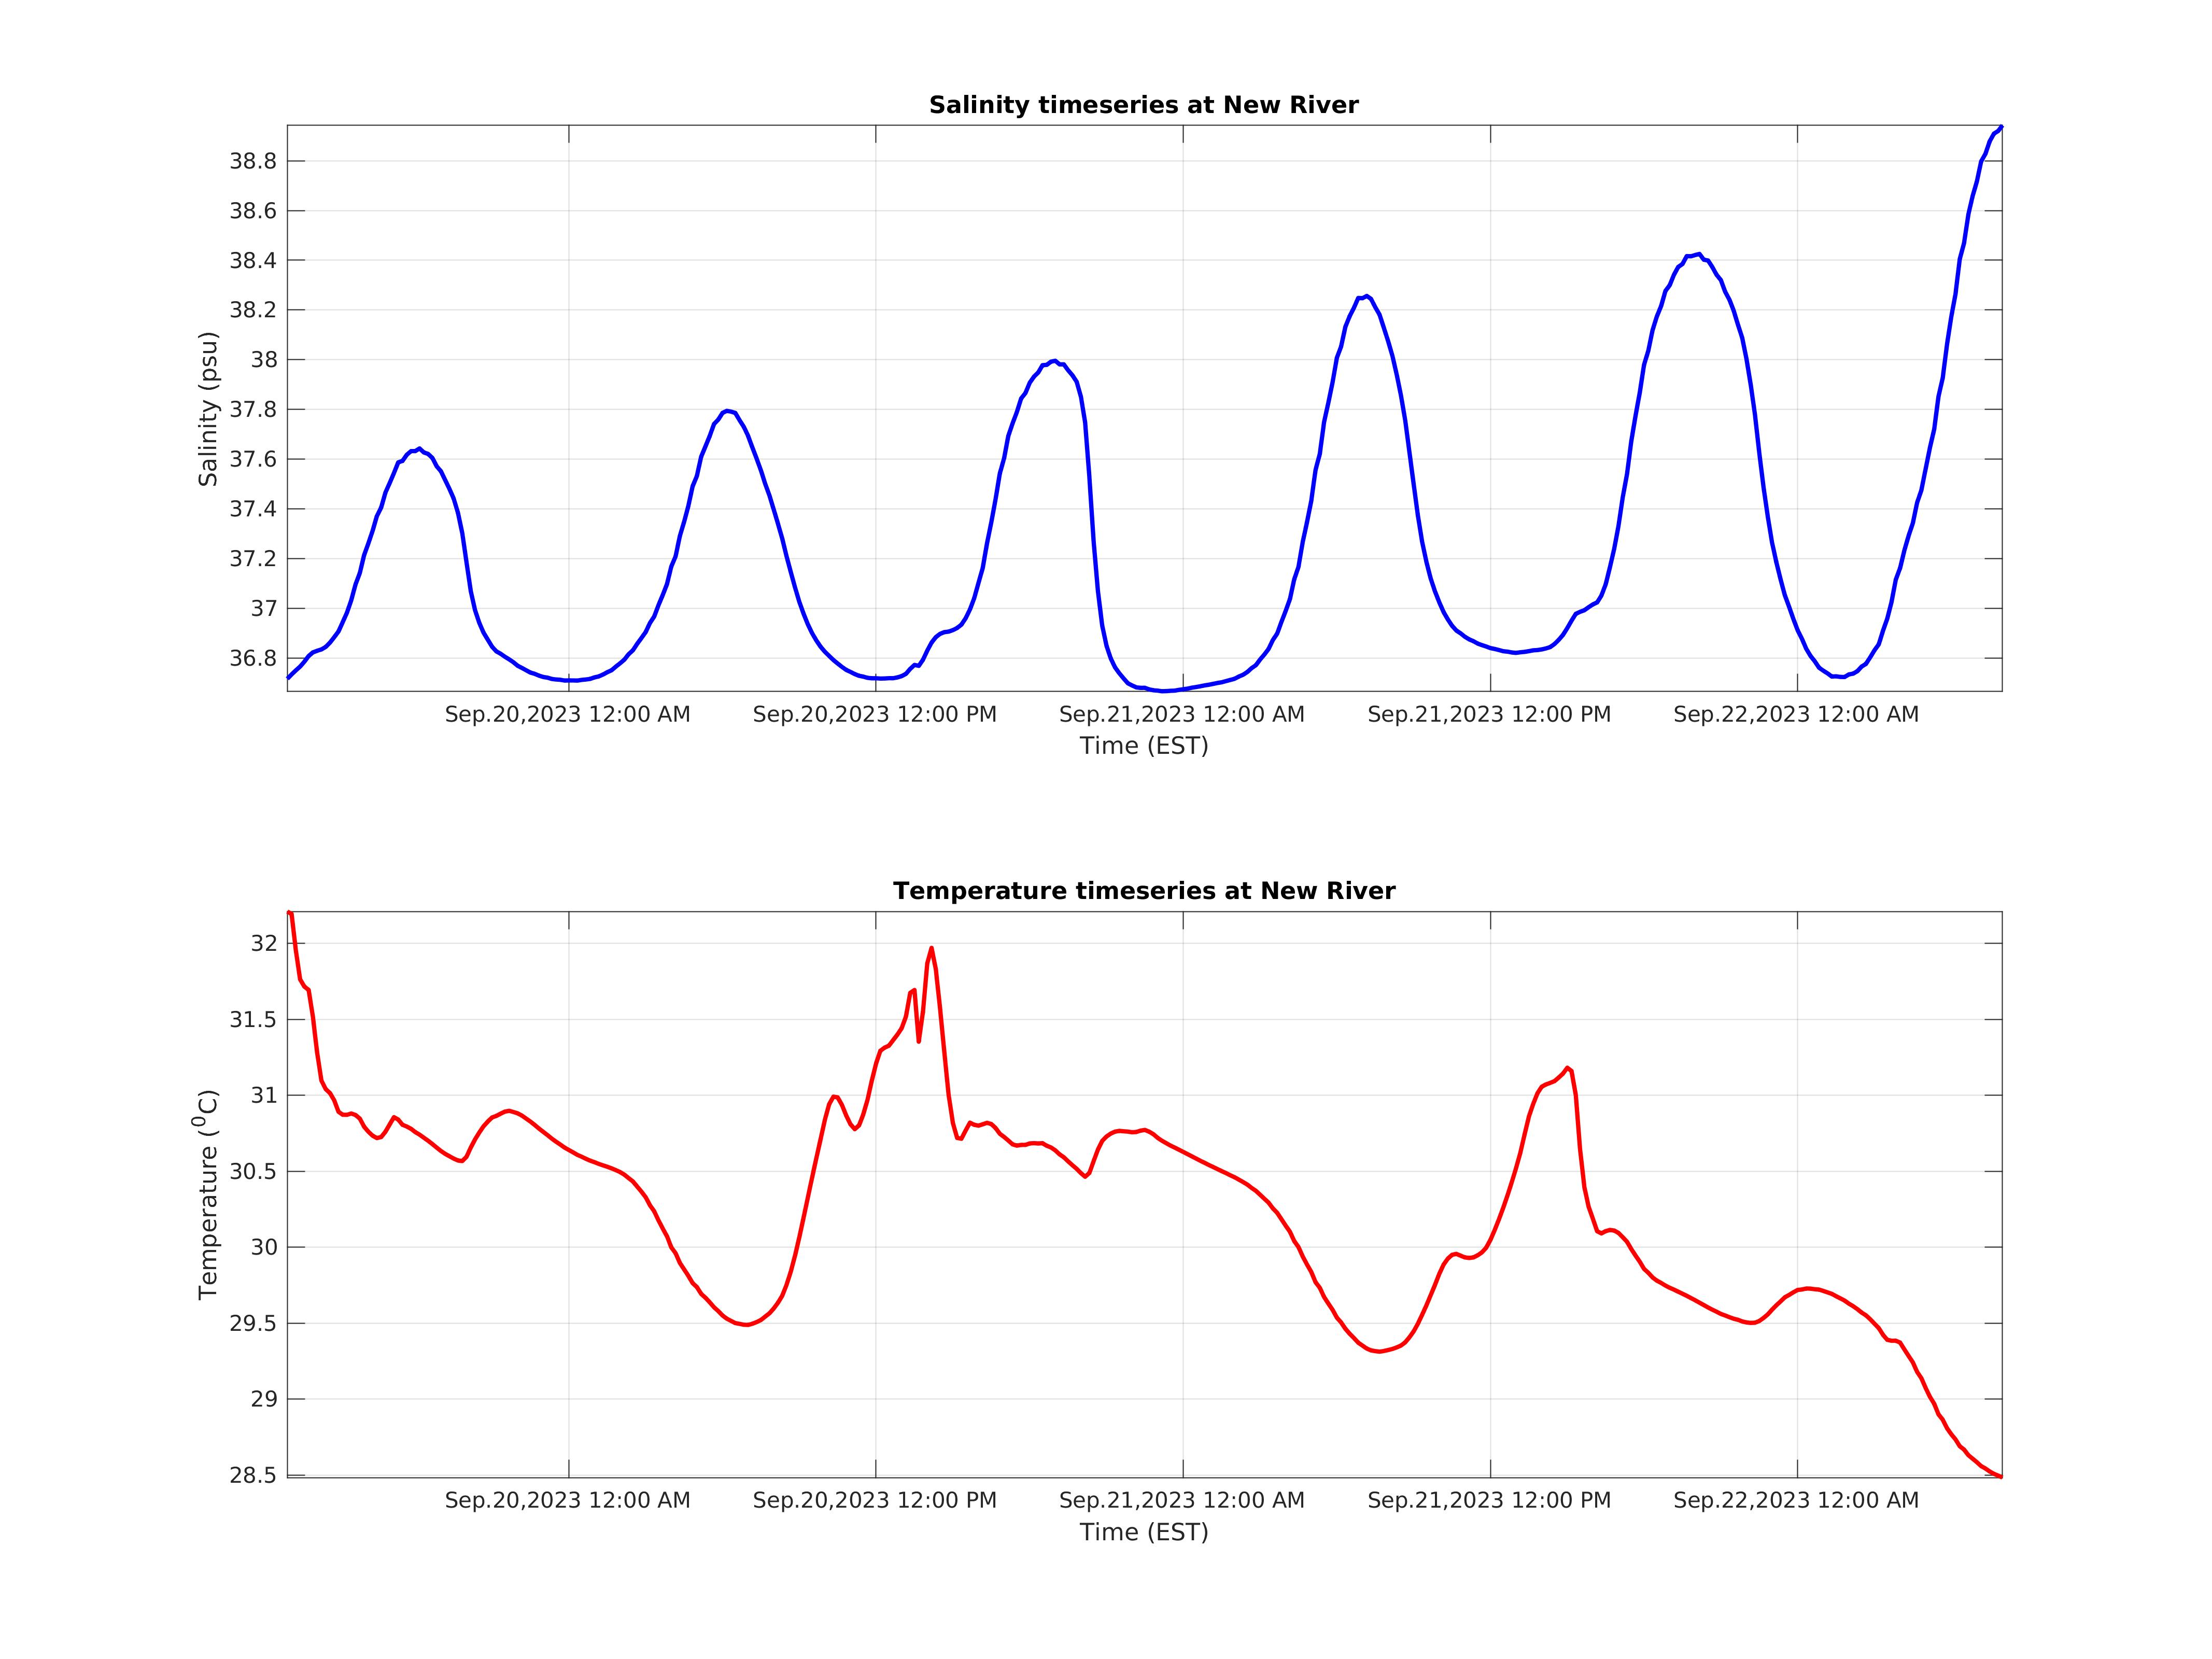 Salinity timeseries at New River
38.8
38.6
38.4
38.2
38
37.8
37.6
37.4
37.2
37
36.8
Salinity (psu)
Sep.20,2023 12:00 AM Sep.20,2023 12:00 PM Sep.21,2023 12:00 AM Sep.21,2023 12:00 PM Sep.22,2023 12:00 AM
Time (EST)
Temperature timeseries at New River
32
31.5
31
30.5
30
29.5
29
28.5
Temperature (⁰C)
Sep.20,2023 12:00 AM Sep.20,2023 12:00 PM Sep.21,2023 12:00 AM Sep.21,2023 12:00 PM Sep.22,2023 12:00 AM
Time (EST)